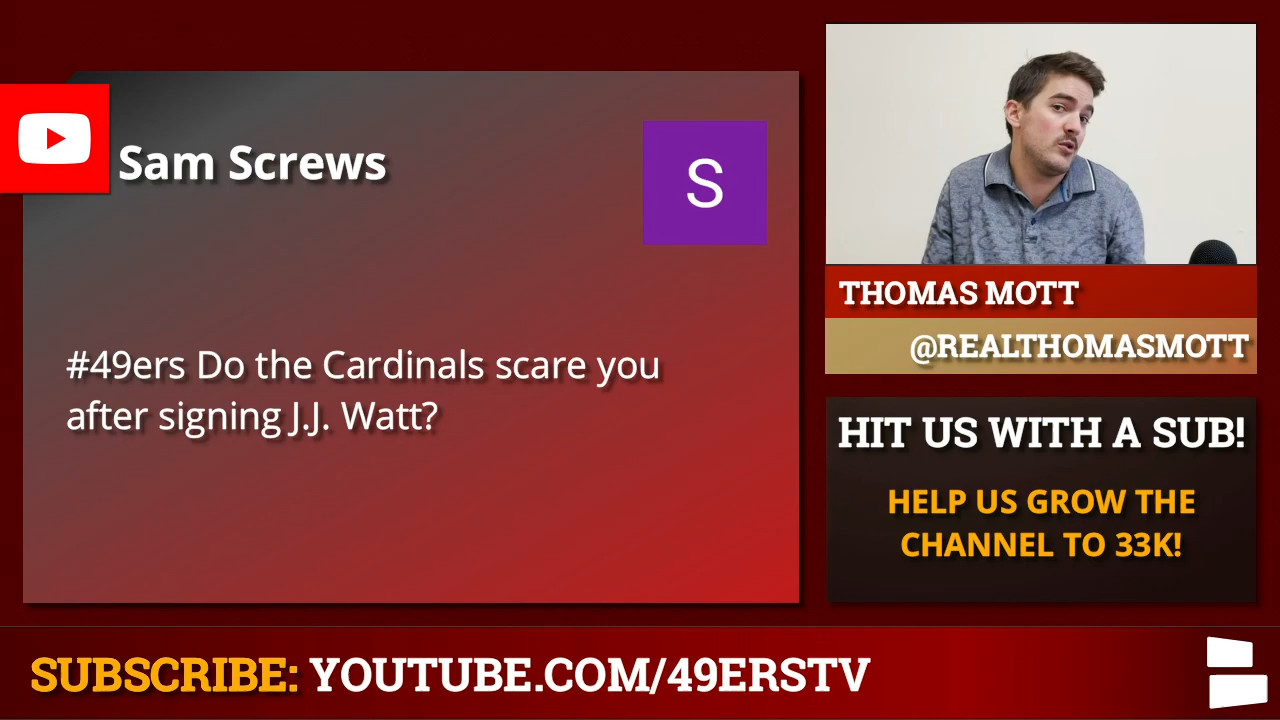 Sam Screws
S
#49ers Do the Cardinals scare you
after signing J.J. Watt?
THOMAS MOTT
@REALTHOMASMOTT
HIT US WITH A SUB!
HELP US GROW THE
CHANNEL TO 33K!
SUBSCRIBE: YOUTUBE.COM/49ERSTV